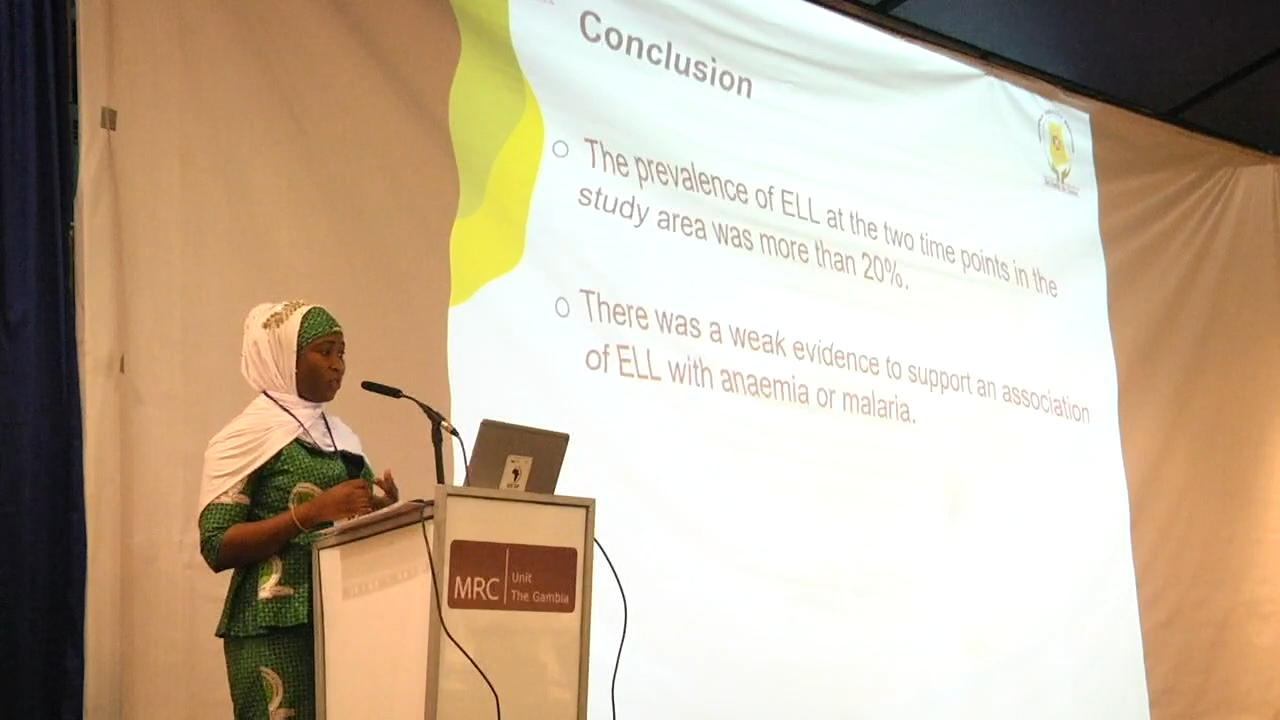 Conclusion
The prevalence of ELL at the two time points in the
study area was more than 20%.
There was a weak evidence to support an association
of ELL with anaemia or malaria.
MRC
Unit
The Gambia